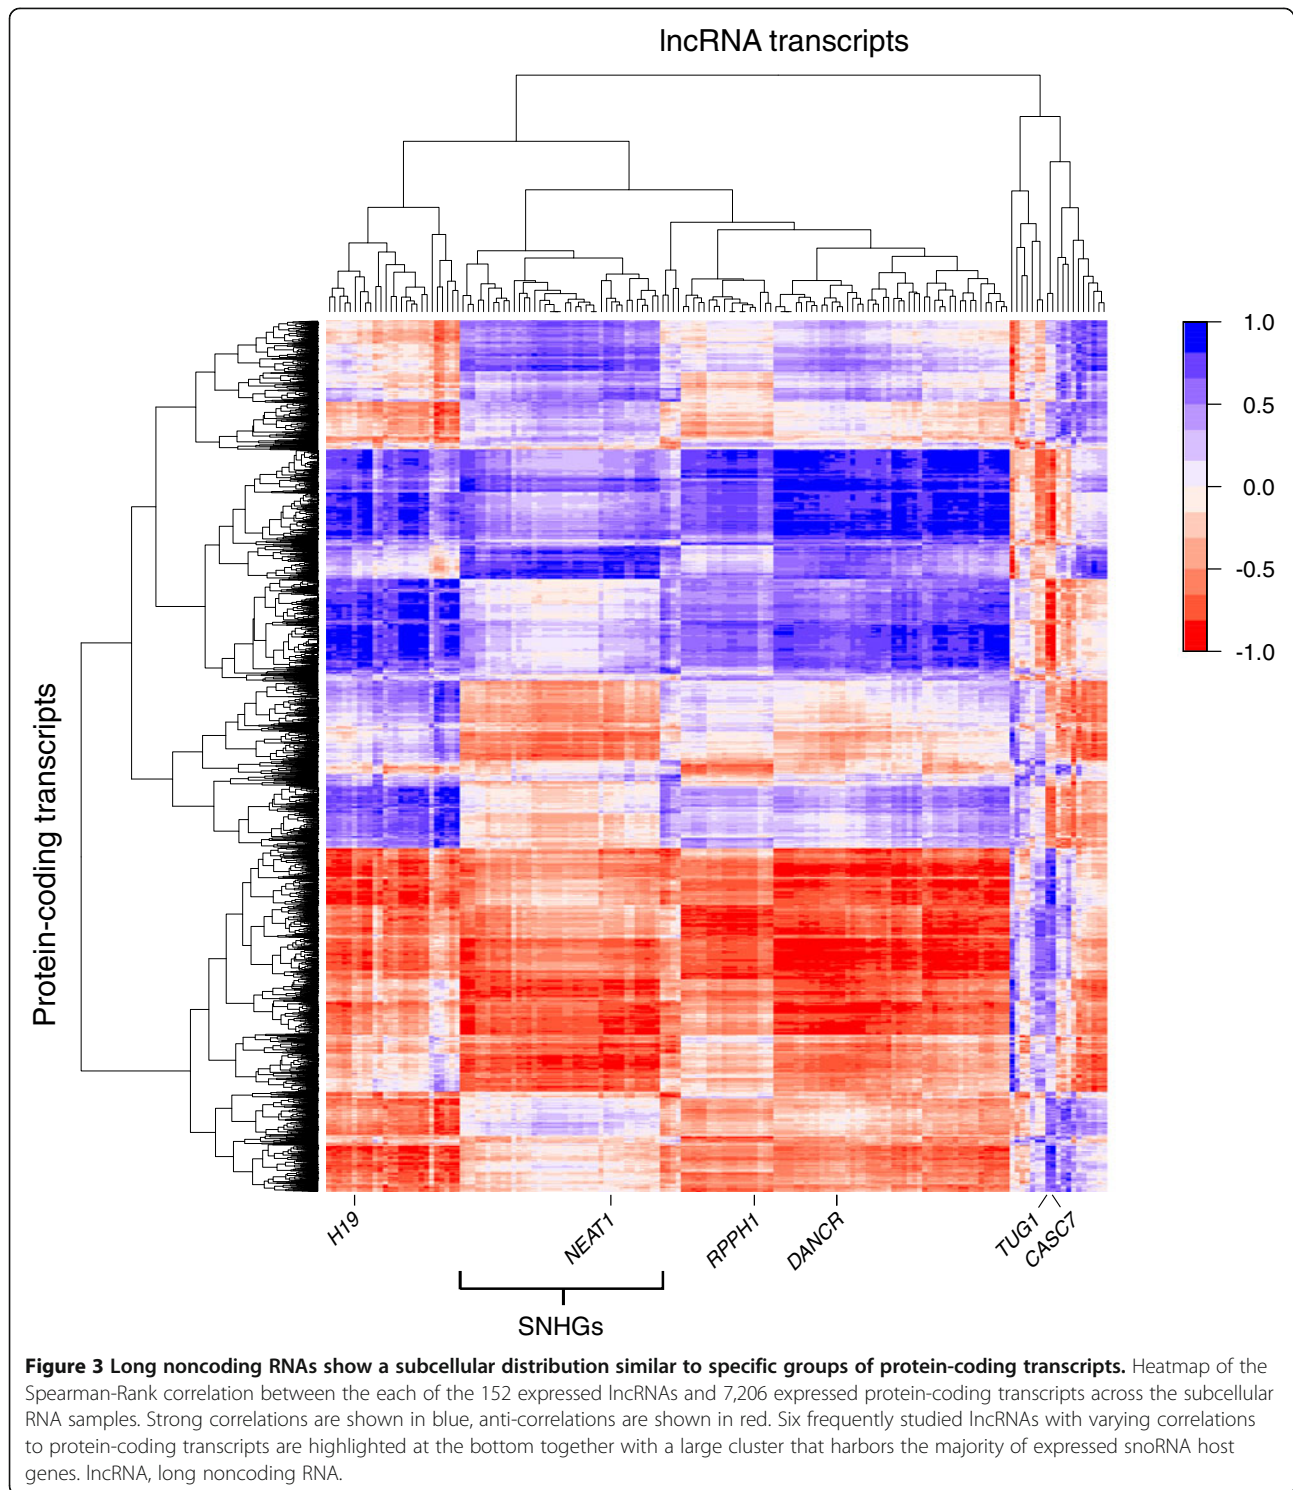 lncRNA transcripts
Protein-coding transcripts
1.0
0.5
0.0
-0.5
-1.0
H19
NEAT1
RPPH1
DANCR
TUG1
CASC7
SNHGs
Figure 3 Long noncoding RNAs show a subcellular distribution similar to specific groups of protein-coding transcripts. Heatmap of the
Spearman-Rank correlation between the each of the 152 expressed lncRNAs and 7,206 expressed protein-coding transcripts across the subcellular
RNA samples. Strong correlations are shown in blue, anti-correlations are shown in red. Six frequently studied lncRNAs with varying correlations
to protein-coding transcripts are highlighted at the bottom together with a large cluster that harbors the majority of expressed snoRNA host
genes. lncRNA, long noncoding RNA.